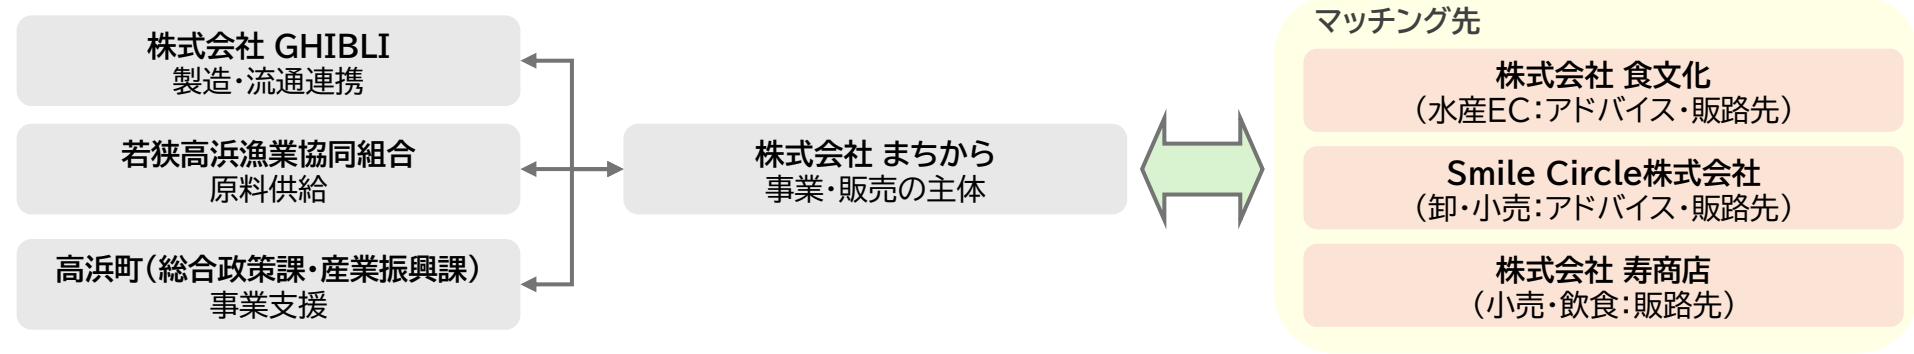 株式会社 GHIBLI
製造・流通連携
若狭高浜漁業協同組合
原料供給
高浜町（総合政策課・産業振興課）
事業支援
株式会社 まちから
事業・販売の主体
マッチング先
株式会社 食文化
（水産EC：アドバイス・販路先）
Smile Circle株式会社
（卸・小売：アドバイス・販路先）
株式会社 寿商店
（小売・飲食：販路先）